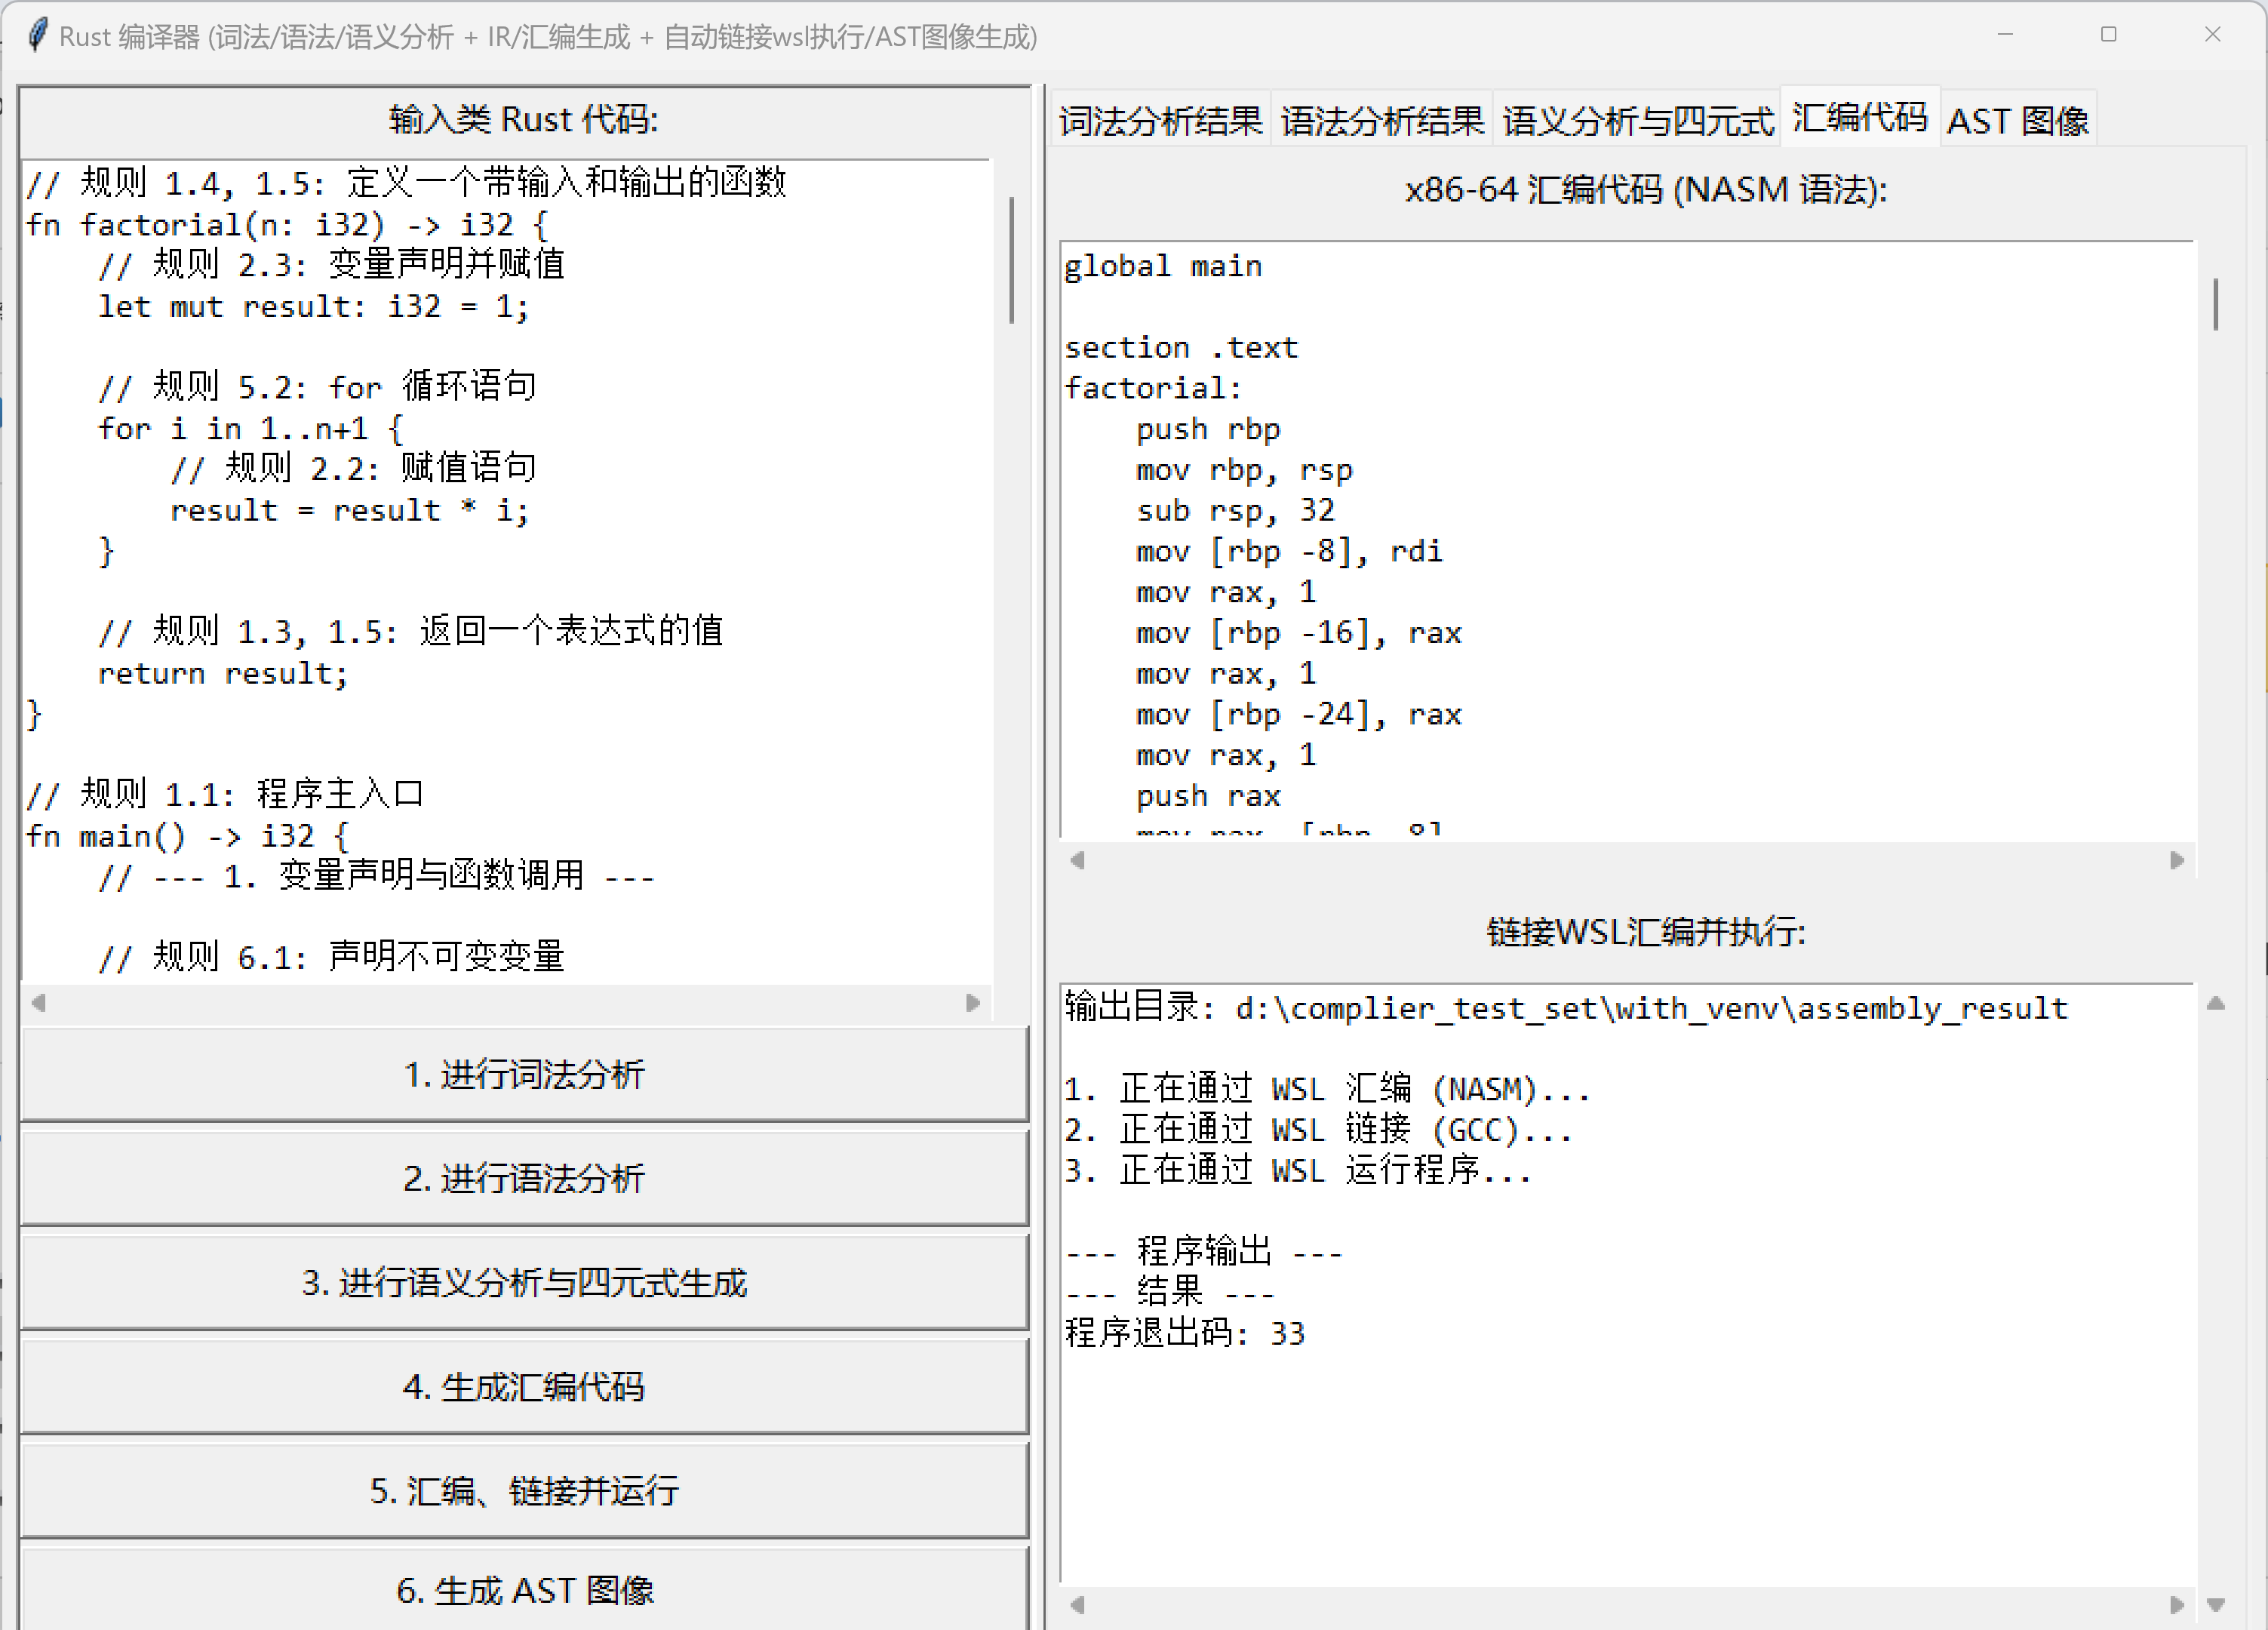 Rust 编译器 (词法/语法/语义分析 + IR/汇编生成 + 自动链接wsl执行/AST图像生成)
输入类 Rust 代码:
// 规则 1.4, 1.5: 定义一个带输入和输出的函数
fn factorial(n: i32) -> i32 {
    // 规则 2.3: 变量声明并赋值
    let mut result: i32 = 1;
    // 规则 5.2: for 循环语句
    for i in 1..n+1 {
        // 规则 2.2: 赋值语句
        result = result * i;
    }
    // 规则 1.3, 1.5: 返回一个表达式的值
    return result;
}
// 规则 1.1: 程序主入口
fn main() -> i32 {
    // --- 1. 变量声明与函数调用 ---
    // 规则 6.1: 声明不可变变量
1. 进行词法分析
2. 进行语法分析
3. 进行语义分析与四元式生成
4. 生成汇编代码
5. 汇编、链接并运行
6. 生成 AST 图像
词法分析结果 语法分析结果 语义分析与四元式 汇编代码 AST 图像
x86-64 汇编代码 (NASM 语法):
global main
section .text
factorial:
    push rbp
    mov rbp, rsp
    sub rsp, 32
    mov [rbp -8], rdi
    mov rax, 1
    mov [rbp -16], rax
    mov rax, 1
    mov [rbp -24], rax
    mov rax, 1
    push rax
链接WSL汇编并执行:
输出目录: d:\complier_test_set\with_venv\assembly_result
1. 正在通过 WSL 汇编 (NASM)...
2. 正在通过 WSL 链接 (GCC)...
3. 正在通过 WSL 运行程序...
--- 程序输出 ---
--- 结果 ---
程序退出码: 33